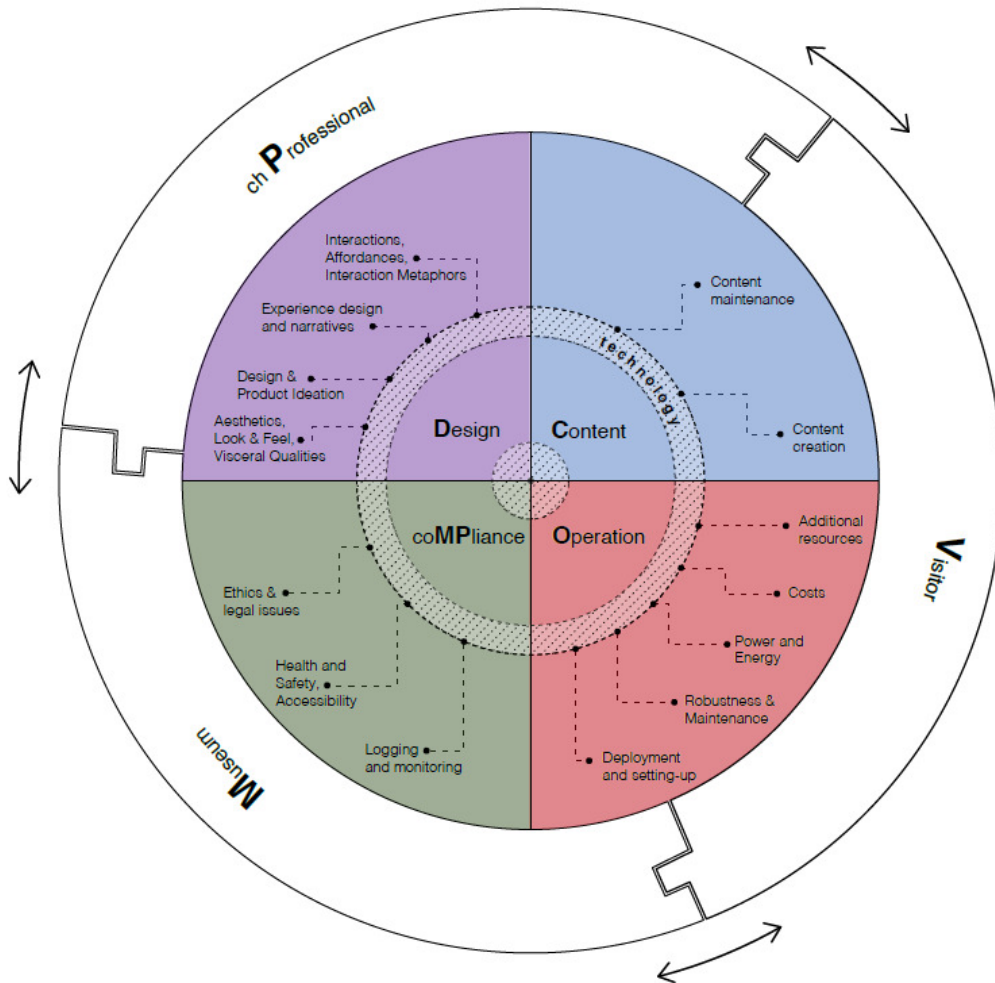 ch Professional
Interactions,
Affordances,
Interaction Metaphors
Experience design
and narratives
Design &
Product Ideation
Aesthetics,
Look & Feel,
Visceral Qualities
Design
Content
maintenance
technology
Content
creation
Content
coMPliance
Ethics &
legal issues
Health and
Safety,
Accessibility
Logging
and monitoring
Operation
Additional
resources
Costs
Power and
Energy
Robustness &
Maintenance
Deployment
and setting-up
Visitor
Museum